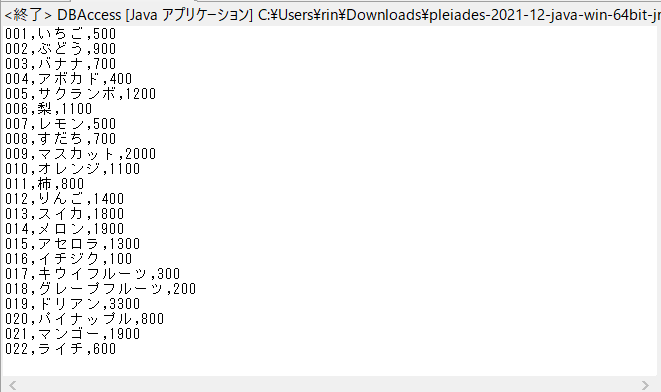 <終了> DBAccess [Java アプリケーション] C:¥Users¥rin¥Downloads¥pleiades-2021-12-java-win-64bit-jr
001,いちご,500
002,ぶどう,900
003,バナナ,700
004,アボカド,400
005,サクランボ,1200
006,梨,1100
007,レモン,500
008,すだち,700
009,マスカット,2000
010,オレンジ,1100
011,柿,800
012,りんご,1400
013,スイカ,1800
014,メロン,1900
015,アセロラ,1300
016,イチジク,100
017,キウイフルーツ,300
018,グレープフルーツ,200
019,ドリアン,3300
020,パイナップル,800
021,マンゴー,1900
022,ライチ,600